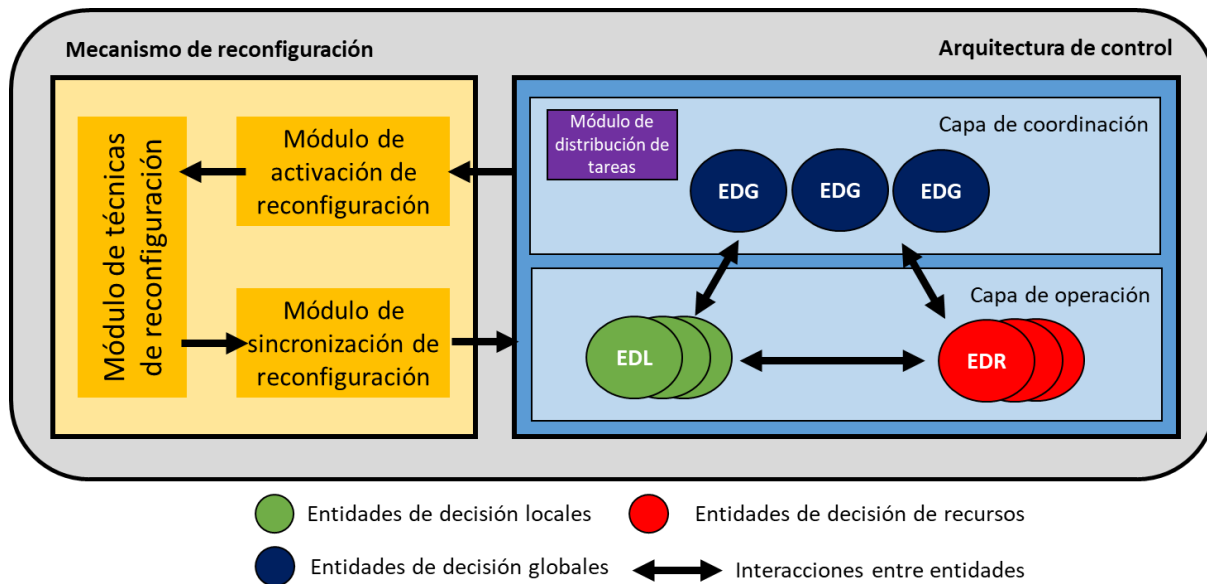 Mecanismo de reconfiguración
Arquitectura de control
Módulo de técnicas
de reconfiguración
Módulo de
activación de
reconfiguración
Módulo de
sincronización de
reconfiguración
Módulo de
distribución de
tareas
Capa de coordinación
EDG
EDG
EDG
Capa de operación
EDL
EDR
Entidades de decisión locales
Entidades de decisión de recursos
Entidades de decisión globales
Interacciones entre entidades